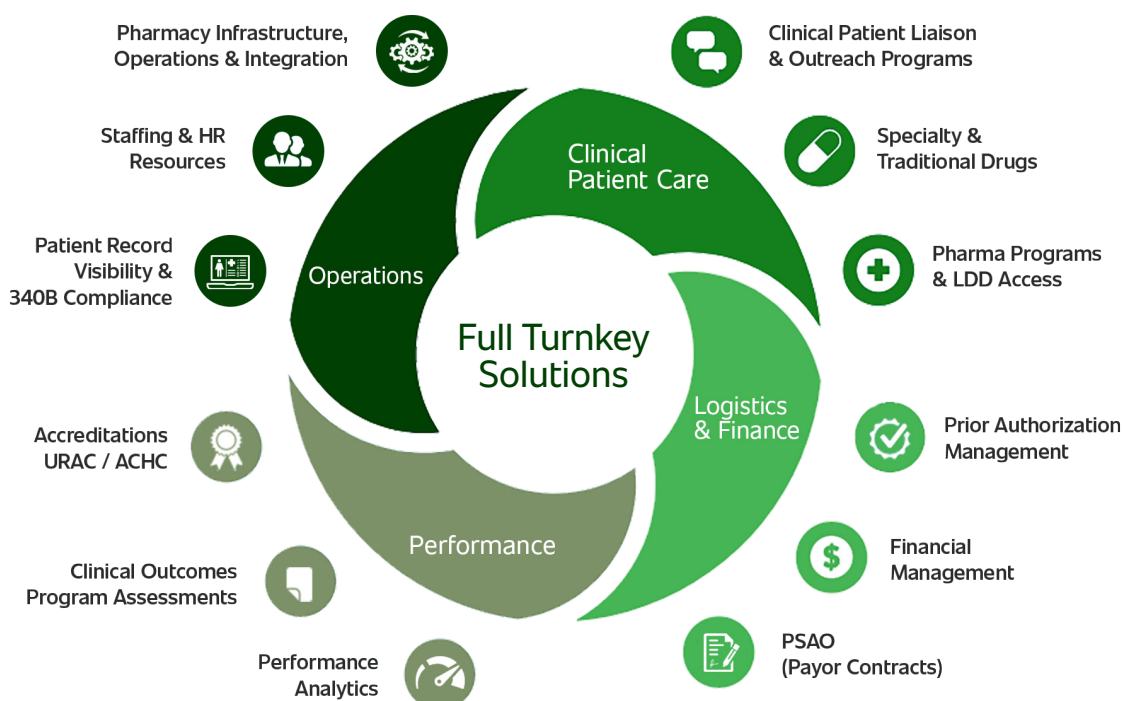 Pharmacy Infrastructure,
Operations & Integration
Staffing & HR
Resources
Patient Record
Visibility &
340B Compliance
Accreditations
URAC / ACHC
Clinical Outcomes
Program Assessments
Performance
Analytics
Clinical Patient Liaison
& Outreach Programs
Specialty &
Traditional Drugs
Pharma Programs
& LDD Access
Prior Authorization
Management
Financial
Management
PSAO
(Payor Contracts)
Clinical
Patient Care
Operations
Full Turnkey
Solutions
Logistics
& Finance
Performance